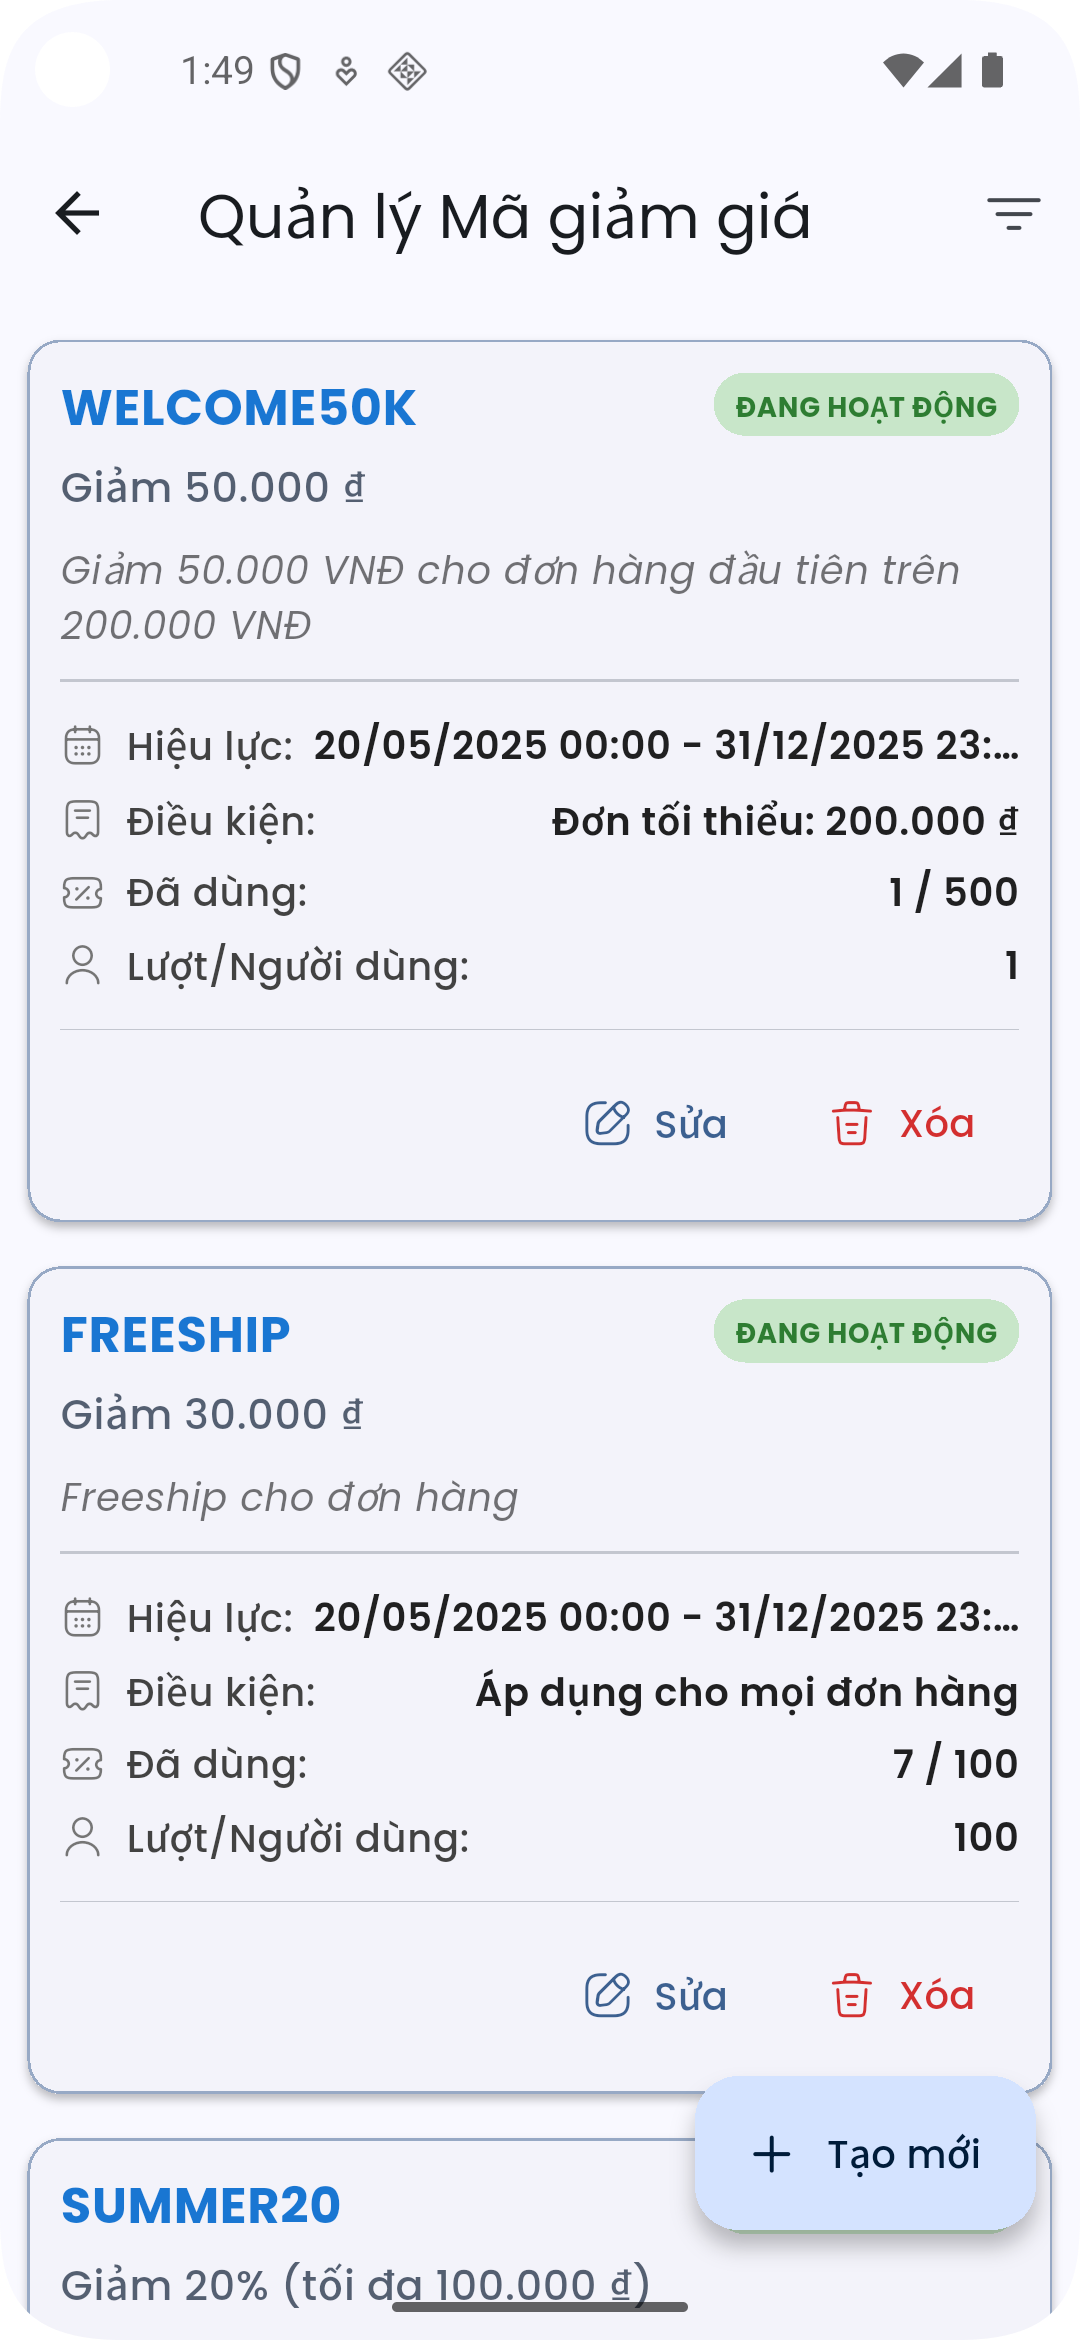 1:49
Quản lý Mã giảm giá
WELCOME50K
ĐANG HOẠT ĐỘNG
Giảm 50.000 ₫
Giảm 50.000 VNĐ cho đơn hàng đầu tiên trên
200.000 VNĐ
Hiệu lực: 20/05/2025 00:00 - 31/12/2025 23:...
Điều kiện: Đơn tối thiểu: 200.000 ₫
Đã dùng: 1 / 500
Lượt/Người dùng: 1
Sửa Xóa
FREESHIP
ĐANG HOẠT ĐỘNG
Giảm 30.000 ₫
Freeship cho đơn hàng
Hiệu lực: 20/05/2025 00:00 - 31/12/2025 23:...
Điều kiện: Áp dụng cho mọi đơn hàng
Đã dùng: 7 / 100
Lượt/Người dùng: 100
Sửa Xóa
Tạo mới
SUMMER20
Giảm 20% (tối đa 100.000 ₫)